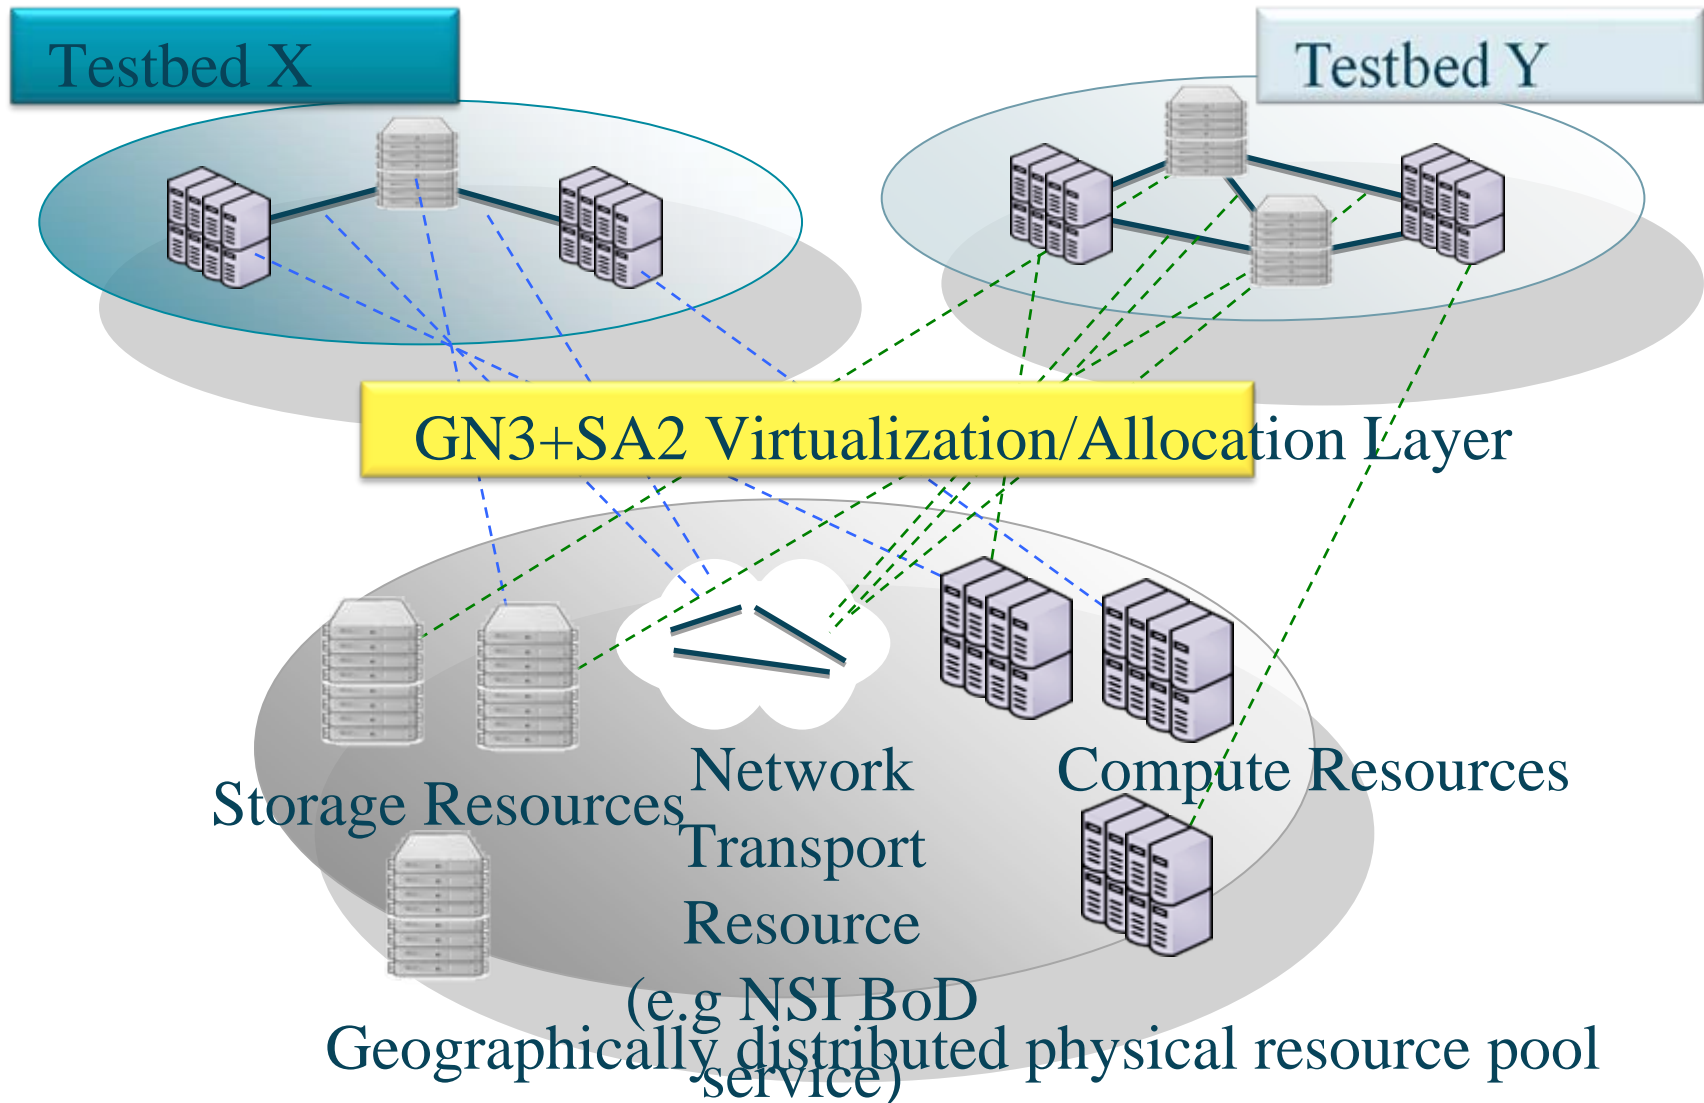 Testbed X
Testbed Y
GN3+SA2 Virtualization/Allocation Layer
Storage Resources
Network
Transport
Resource
(e.g NSI BoD
service)
Compute Resources
Geographically distributed physical resource pool